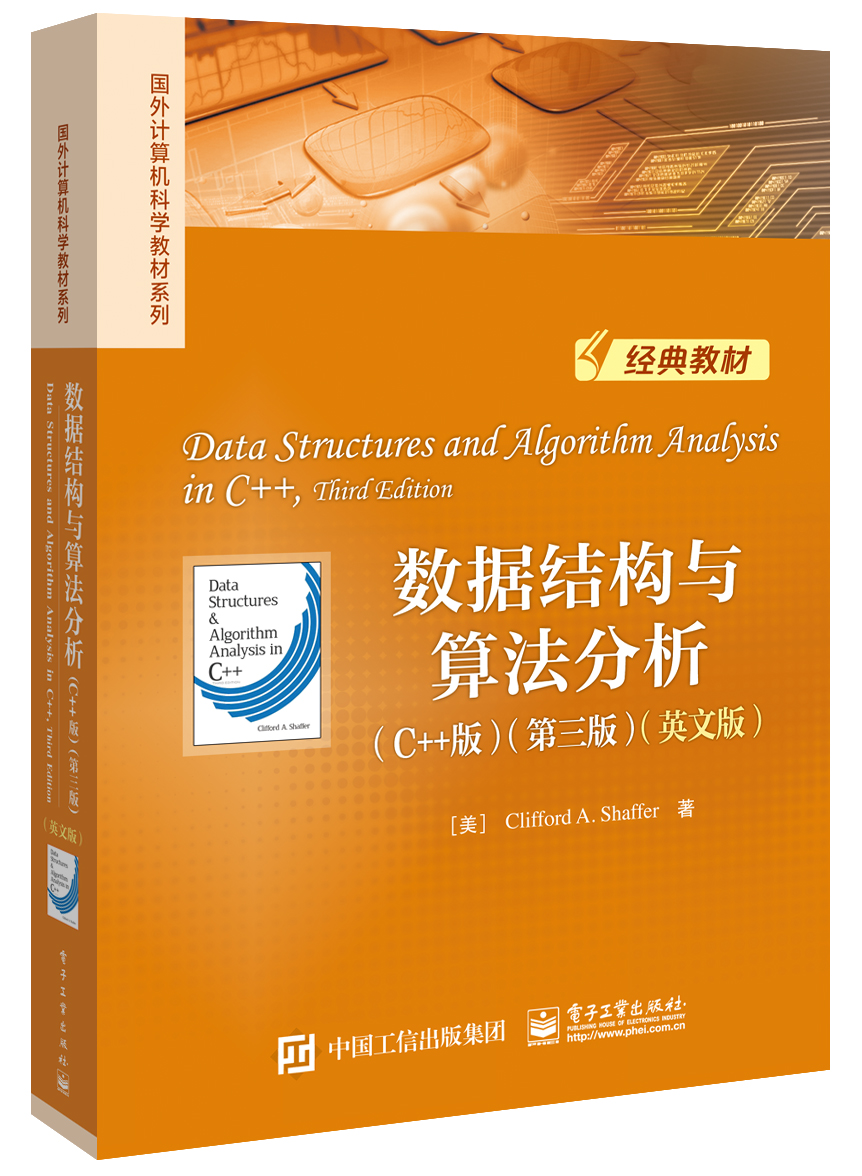 国外计算机科学教材系列
数据结构与算法分析(C++版)(第三版)
Data Structures and Algorithm Analysis in C++, Third Edition
(英文版)
Data
Structures
&
Algorithm
Analysis in
C++
電子工業出版社
国外计算机科学教材系列
经典教材
Data Structures and Algorithm Analysis
in C++, Third Edition
Data
Structures
&
Algorithm
Analysis in
C++
Clifford A. Shaffer
数据结构与
算法分析
(C++版)(第三版)(英文版)
[美] Clifford A. Shaffer 著
中国工信出版集团
電子工業出版社
PUBLISHING HOUSE OF ELECTRONICS INDUSTRY
http://www.phei.com.cn